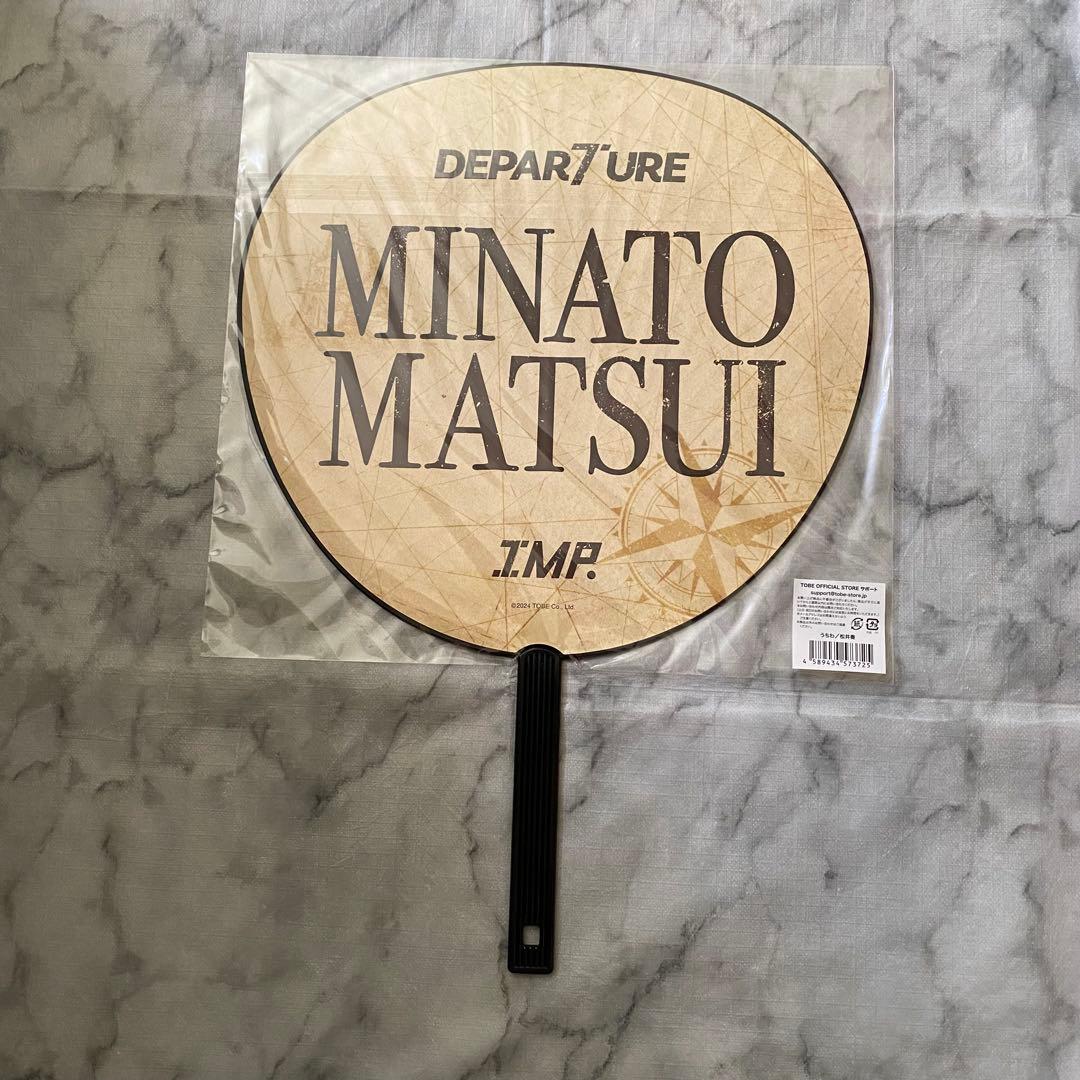 DEPAR7URE
MINATO
MATSUI
IMP.
©2024 TOBE Co., Ltd.
TOBE OFFICIAL STORE サポート
support@tobe-store.jp
うちわ／松井奏
4 589434 573725